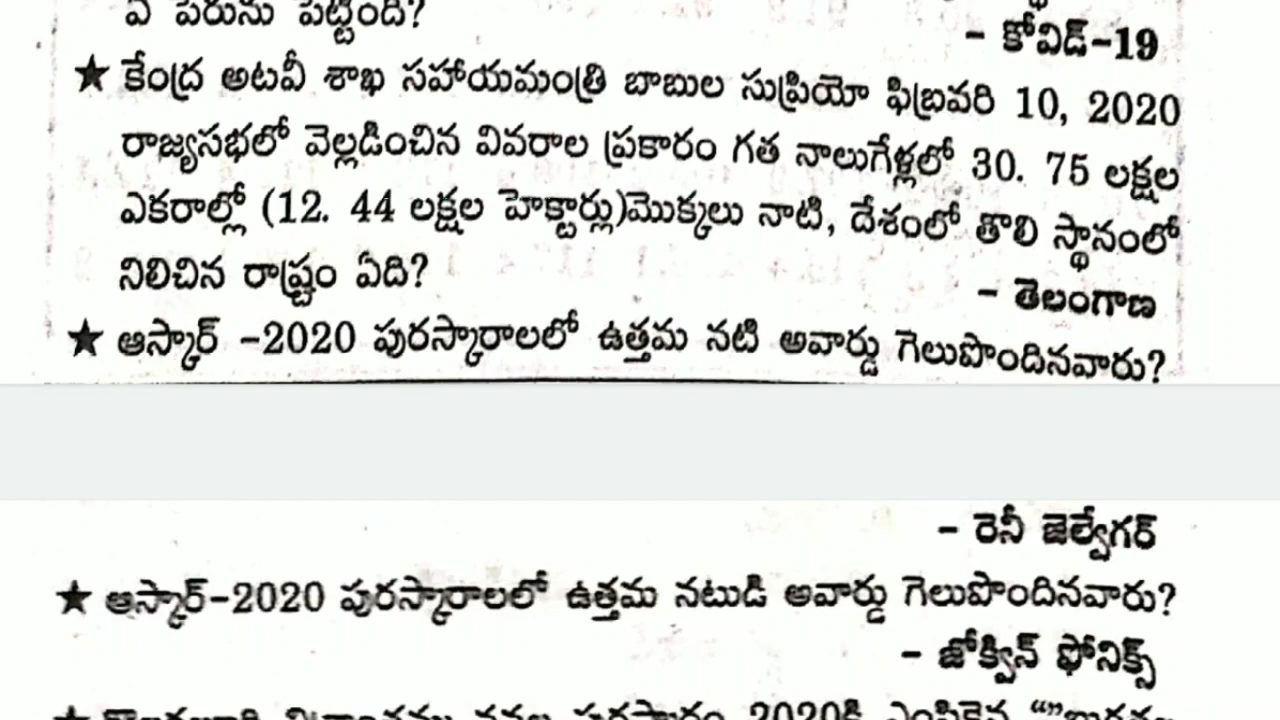 ఏ పేరును పెట్టింది?
- కోవిడ్-19
★ కేంద్ర అటవీ శాఖ సహాయమంత్రి బాబుల సుప్రియో ఫిబ్రవరి 10, 2020
రాజ్యసభలో వెల్లడించిన వివరాల ప్రకారం గత నాలుగేళ్లలో 30. 75 లక్షల
ఎకరాల్లో (12. 44 లక్షల హెక్టార్లు)మొక్కలు నాటి, దేశంలో తొలి స్థానంలో
నిలిచిన రాష్ట్రం ఏది?
- తెలంగాణ
★ ఆస్కార్ -2020 పురస్కారాలలో ఉత్తమ నటి అవార్డు గెలుపొందినవారు?
- రెనీ జెల్వేగర్
★ ఆస్కార్-2020 పురస్కారాలలో ఉత్తమ నటుడి అవార్డు గెలుపొందినవారు?
- జోక్విన్ ఫోనిక్స్
2020కి ఎంపికైన